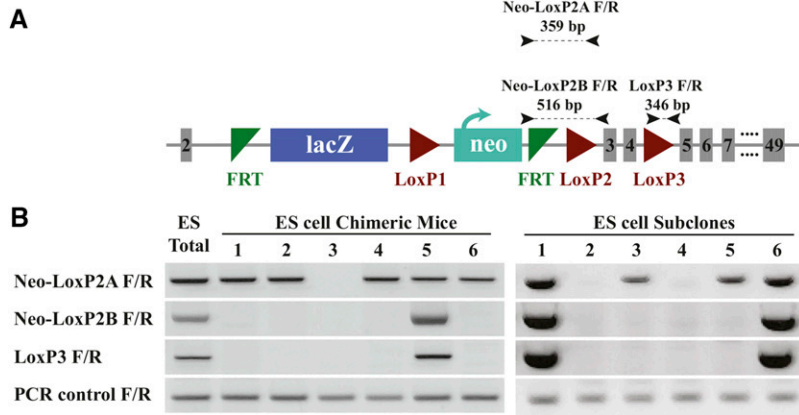 A
Neo-LoxP2A F/R
359 bp
Neo-LoxP2B F/R LoxP3 F/R
516 bp 346 bp
2 lacZ neo 3 4 5 6 7 .... .... 49
FRT LoxP1 FRT LoxP2 LoxP3
B
ES Total
ES cell Chimeric Mice ES cell Subclones
1 2 3 4 5 6 1 2 3 4 5 6
Neo-LoxP2A F/R
Neo-LoxP2B F/R
LoxP3 F/R
PCR control F/R